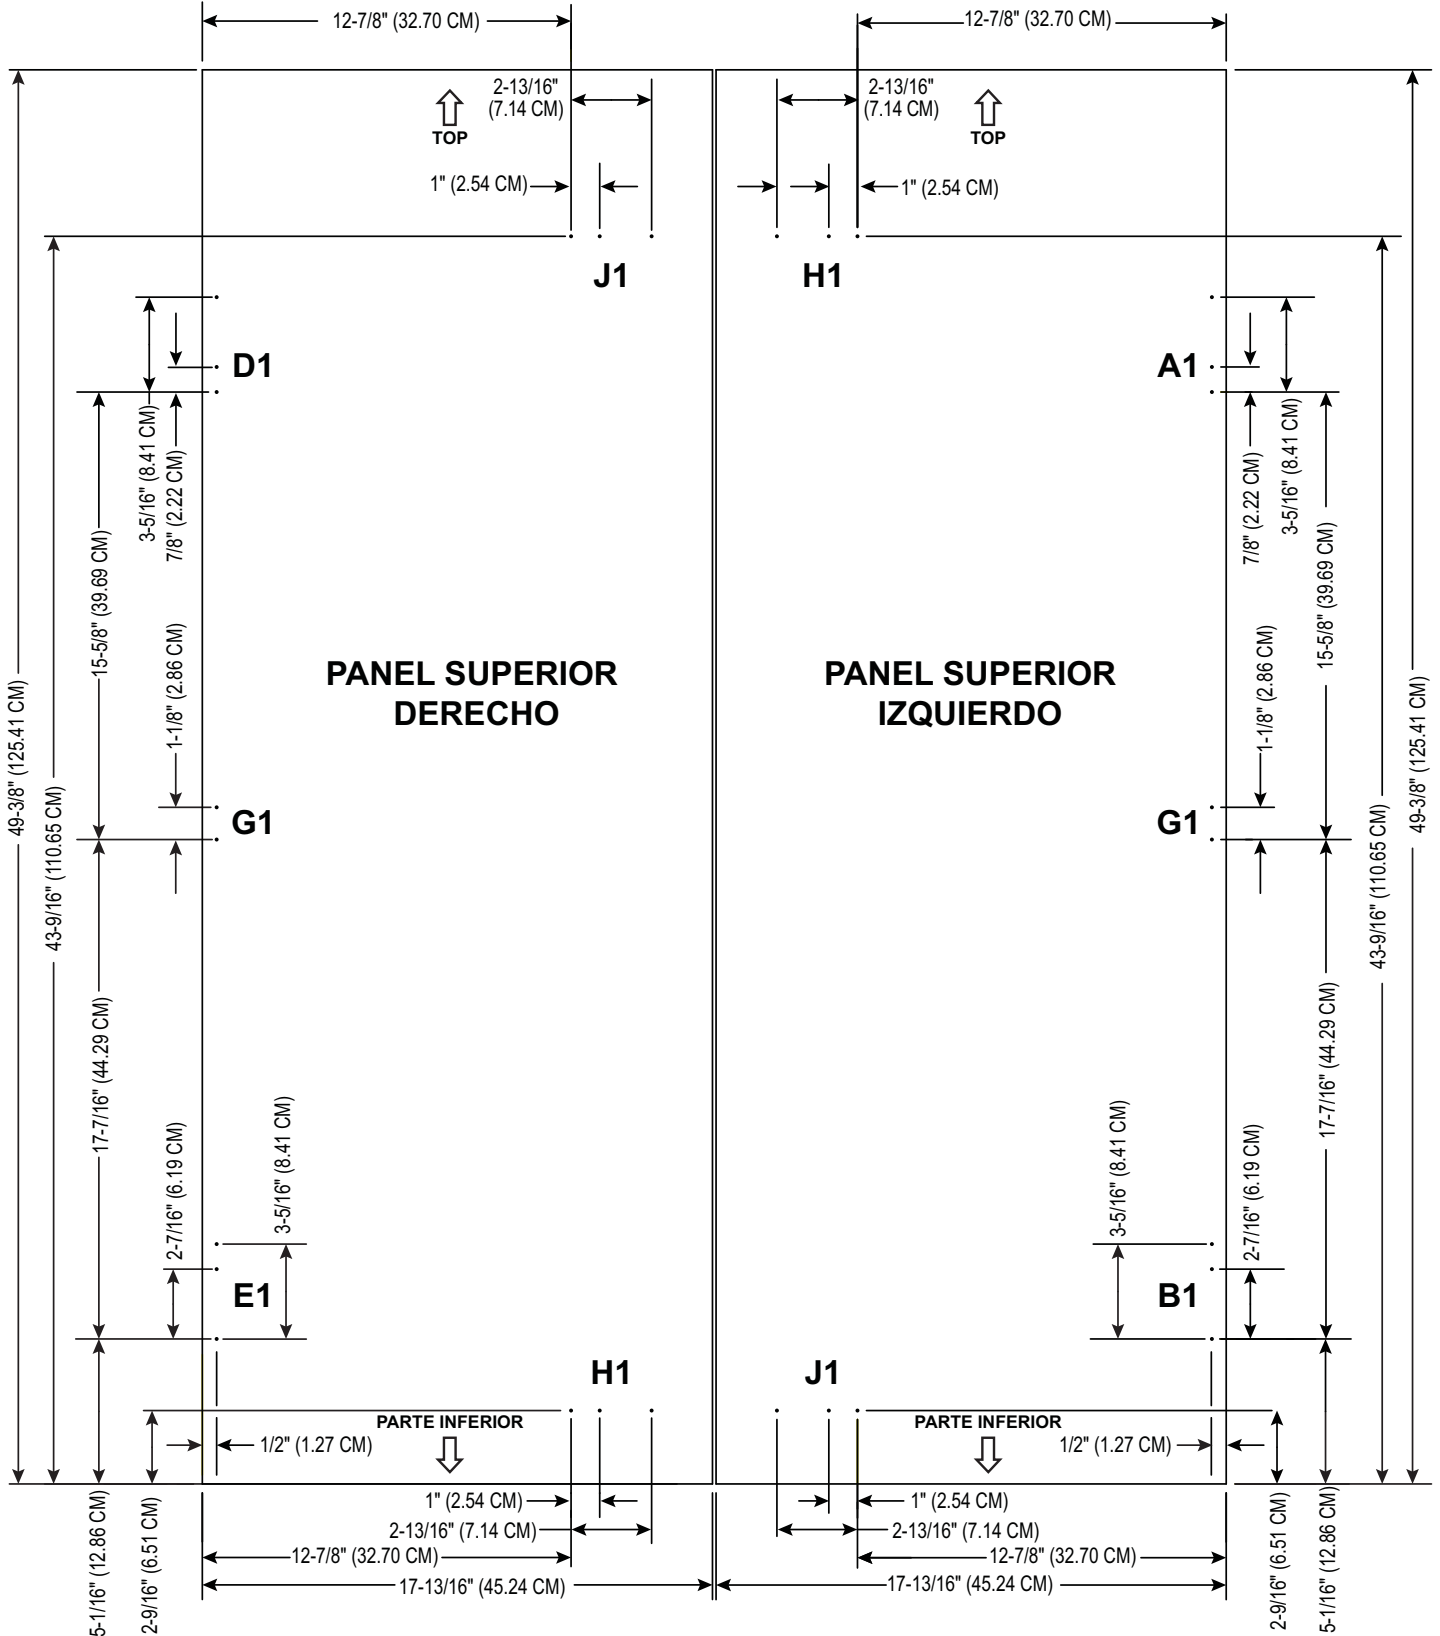 12-7/8" (32.70 CM)
12-7/8" (32.70 CM)
2-13/16"
(7.14 CM)
2-13/16"
(7.14 CM)
TOP
TOP
1" (2.54 CM)
1" (2.54 CM)
J1
H1
D1
A1
3-5/16" (8.41 CM)
7/8" (2.22 CM)
7/8" (2.22 CM)
3-5/16" (8.41 CM)
15-5/8" (39.69 CM)
15-5/8" (39.69 CM)
1-1/8" (2.86 CM)
1-1/8" (2.86 CM)
PANEL SUPERIOR
DERECHO
PANEL SUPERIOR
IZQUIERDO
49-3/8" (125.41 CM)
43-9/16" (110.65 CM)
43-9/16" (110.65 CM)
49-3/8" (125.41 CM)
G1
G1
17-7/16" (44.29 CM)
17-7/16" (44.29 CM)
2-7/16" (6.19 CM)
3-5/16" (8.41 CM)
3-5/16" (8.41 CM)
2-7/16" (6.19 CM)
E1
B1
H1
J1
PARTE INFERIOR
PARTE INFERIOR
1/2" (1.27 CM)
1/2" (1.27 CM)
1" (2.54 CM)
1" (2.54 CM)
2-13/16" (7.14 CM)
2-13/16" (7.14 CM)
12-7/8" (32.70 CM)
12-7/8" (32.70 CM)
17-13/16" (45.24 CM)
17-13/16" (45.24 CM)
5-1/16" (12.86 CM)
2-9/16" (6.51 CM)
2-9/16" (6.51 CM)
5-1/16" (12.86 CM)